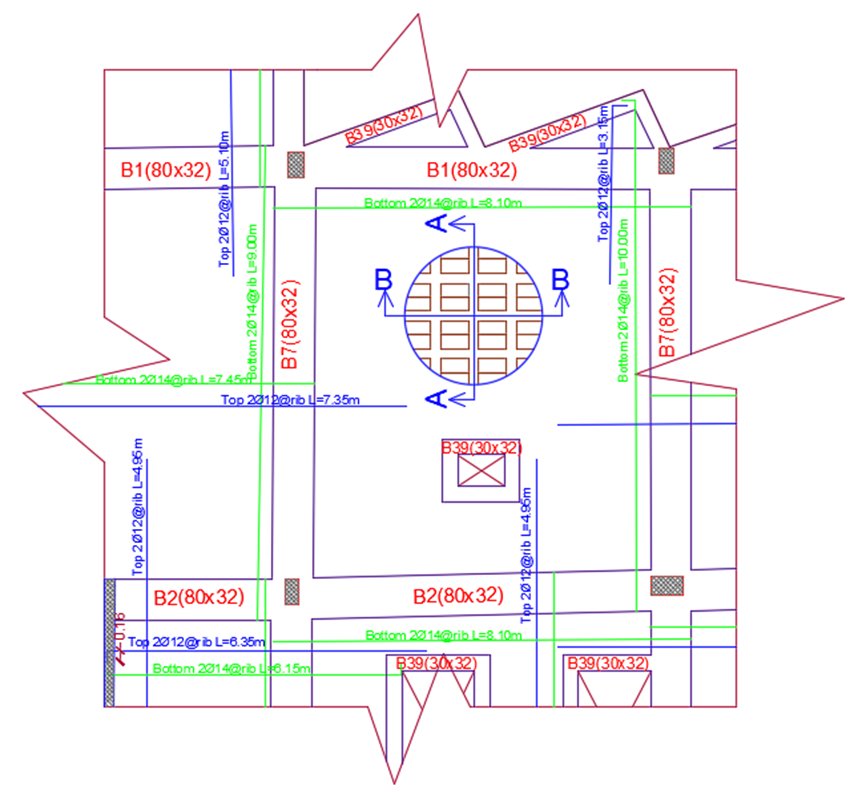 B39(30x32)
B39(30x32)
B1(80x32)
B1(80x32)
Top 2Ø12@rib L=5.10m
Top 2Ø12@rib L=3.15m
Bottom 2Ø14@rib L=8.10m
A
B
B
Bottom 2Ø14@rib L=9.00m
B7(80x32)
Bottom 2Ø14@rib L=10.00m
B7(80x32)
Bottom 2Ø14@rib L=7.45m
Top 2Ø12@rib L=7.35m
A
B39(30x32)
Top 2Ø12@rib L=4.95m
Top 2Ø12@rib L=4.95m
B2(80x32)
B2(80x32)
-0.16
Top 2Ø12@rib L=6.35m
Bottom 2Ø14@rib L=8.10m
Bottom 2Ø14@rib L=6.15m
B39(30x32)
B39(30x32)